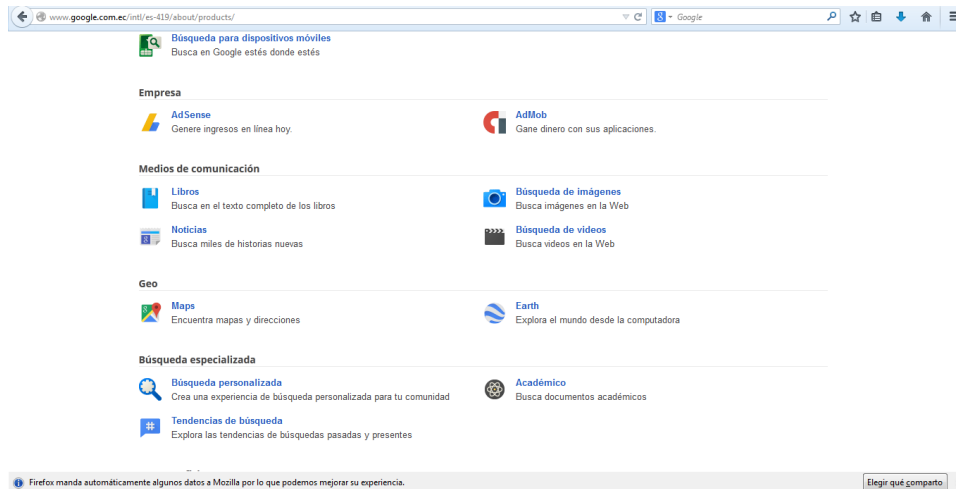 www.google.com.ec/intl/es-419/about/products/
Google
Búsqueda para dispositivos móviles
Busca en Google estés donde estés
Empresa
AdSense
Genere ingresos en línea hoy.
AdMob
Gane dinero con sus aplicaciones.
Medios de comunicación
Libros
Busca en el texto completo de los libros
Búsqueda de imágenes
Busca imágenes en la Web
Noticias
Busca miles de historias nuevas
Búsqueda de videos
Busca videos en la Web
Geo
Maps
Encuentra mapas y direcciones
Earth
Explora el mundo desde la computadora
Búsqueda especializada
Búsqueda personalizada
Crea una experiencia de búsqueda personalizada para tu comunidad
Académico
Busca documentos académicos
Tendencias de búsqueda
Explora las tendencias de búsquedas pasadas y presentes
Firefox manda automáticamente algunos datos a Mozilla por lo que podemos mejorar su experiencia.
Elegir qué comparto